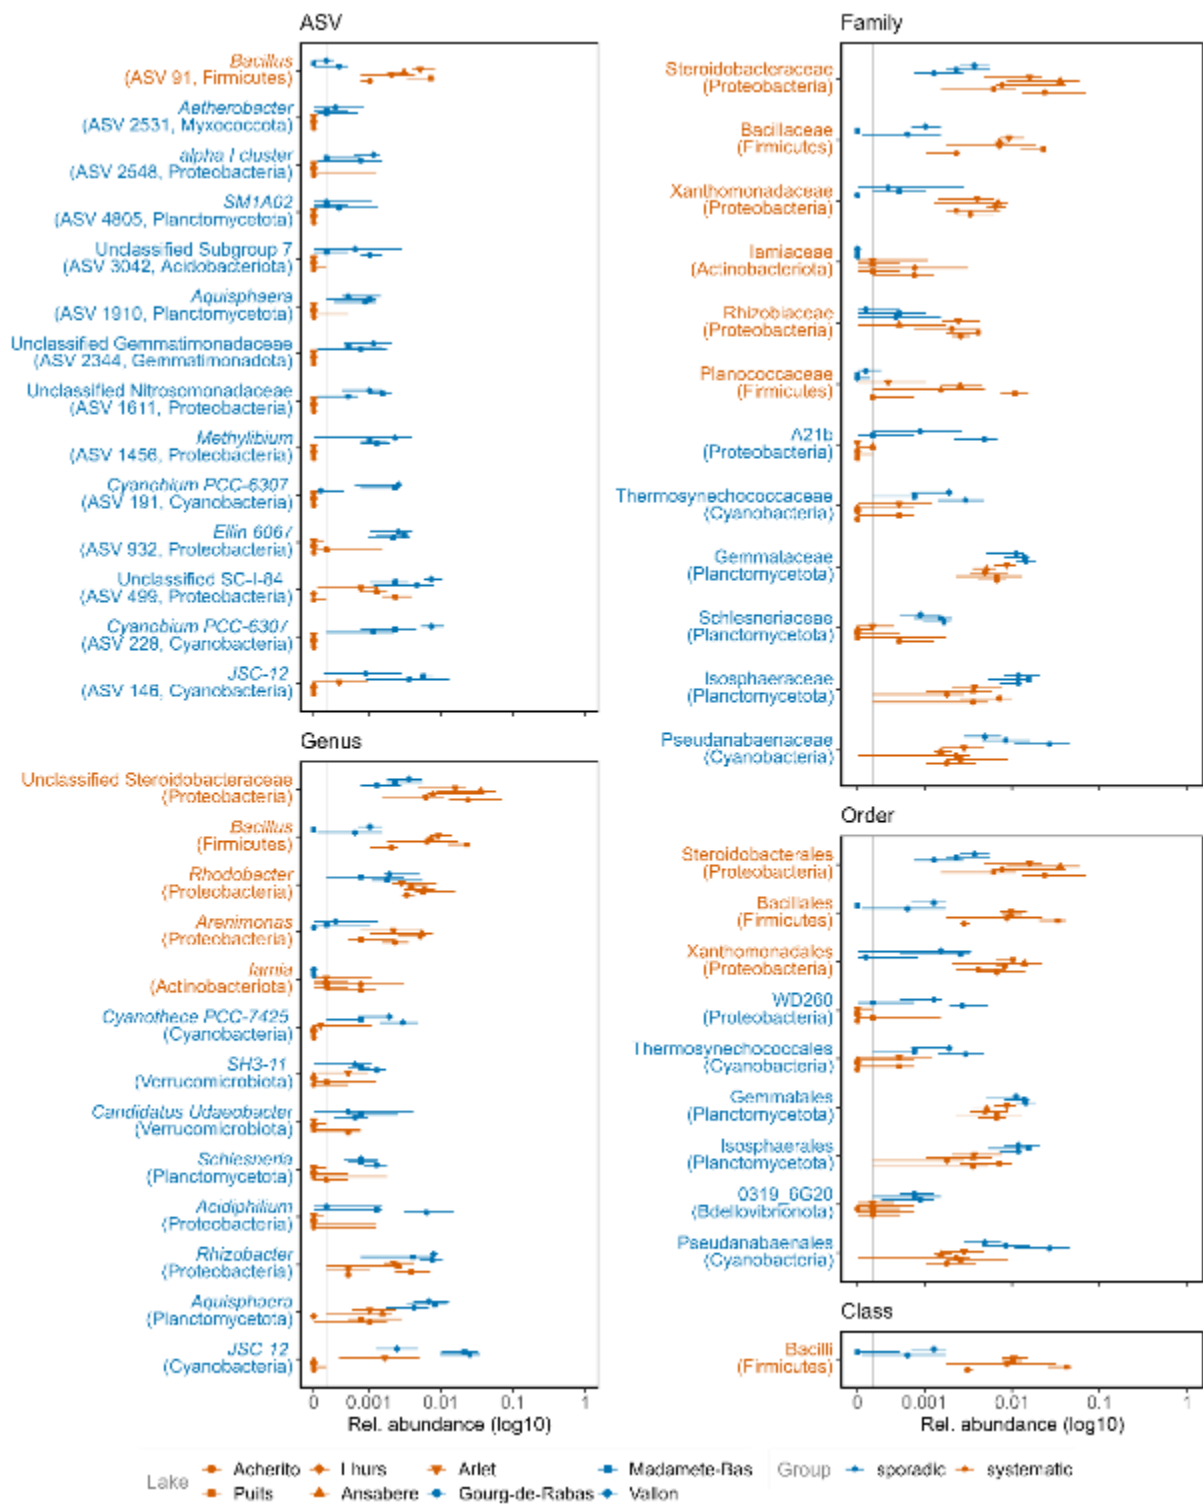 ASV
Bacillus
(ASV 91, Firmicutes)
Aetherobacter
(ASV 2531, Myxococcota)
alpha I cluster
(ASV 2548, Proteobacteria)
SM1A02
(ASV 4805, Planctomycetota)
Unclassified Subgroup 7
(ASV 3042, Acidobacteriota)
Aquisphaera
(ASV 1910, Planctomycetota)
Unclassified Gemmatimonadaceae
(ASV 2344, Gemmatimonadota)
Unclassified Nitrosomonadaceae
(ASV 1611, Proteobacteria)
Methylibium
(ASV 1456, Proteobacteria)
Cyanobium PCC-6307
(ASV 191, Cyanobacteria)
Ellin 6067
(ASV 932, Proteobacteria)
Unclassified SC-I-84
(ASV 499, Proteobacteria)
Cyanobium PCC-6307
(ASV 228, Cyanobacteria)
JSC-12
(ASV 146, Cyanobacteria)
Genus
Unclassified Steroidobacteraceae
(Proteobacteria)
Bacillus
(Firmicutes)
Rhodobacter
(Proteobacteria)
Arenimonas
(Proteobacteria)
Iamia
(Actinobacteriota)
Cyanothece PCC-7425
(Cyanobacteria)
SH3-11
(Verrucomicrobiota)
Candidatus Udaeobacter
(Verrucomicrobiota)
Schlesneria
(Planctomycetota)
Acidiphilium
(Proteobacteria)
Rhizobacter
(Proteobacteria)
Aquisphaera
(Planctomycetota)
JSC 12
(Cyanobacteria)
0 0.001 0.01 0.1 1
Rel. abundance (log10)
Family
Steroidobacteraceae
(Proteobacteria)
Bacillaceae
(Firmicutes)
Xanthomonadaceae
(Proteobacteria)
Iamiaceae
(Actinobacteriota)
Rhizobiaceae
(Proteobacteria)
Planococcaceae
(Firmicutes)
A21b
(Proteobacteria)
Thermosynechococcaceae
(Cyanobacteria)
Gemmataceae
(Planctomycetota)
Schlesneriaceae
(Planctomycetota)
Isosphaeraceae
(Planctomycetota)
Pseudanabaenaceae
(Cyanobacteria)
Order
Steroidobacterales
(Proteobacteria)
Bacillales
(Firmicutes)
Xanthomonadales
(Proteobacteria)
WD260
(Proteobacteria)
Thermosynechococcales
(Cyanobacteria)
Gemmatales
(Planctomycetota)
Isosphaerales
(Planctomycetota)
0319_6G20
(Bdellovibrionota)
Pseudanabaenales
(Cyanobacteria)
Class
Bacilli
(Firmicutes)
0 0.001 0.01 0.1 1
Rel. abundance (log10)
Lake Acherito Lhurs Arlet Madamete-Bas Group sporadic systematic
Puits Ansabere Gourg-de-Rabas Vallon